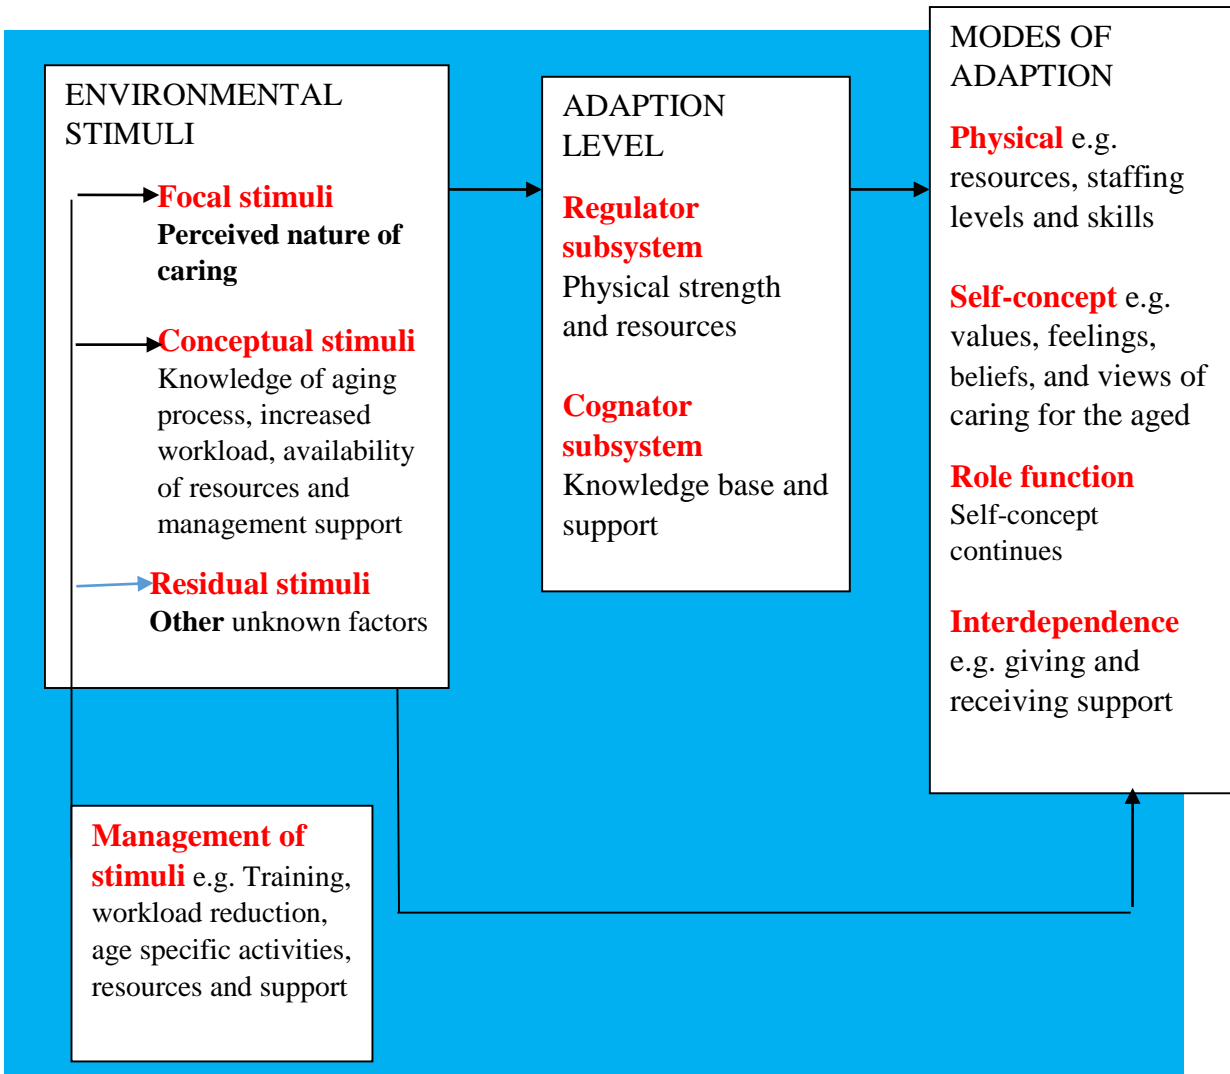 ENVIRONMENTAL
STIMULI
Focal stimuli
Perceived nature of
caring
Conceptual stimuli
Knowledge of aging
process, increased
workload, availability
of resources and
management support
Residual stimuli
Other unknown factors
Management of
stimuli e.g. Training,
workload reduction,
age specific activities,
resources and support
ADAPTION
LEVEL
Regulator
subsystem
Physical strength
and resources
Cognator
subsystem
Knowledge base and
support
MODES OF
ADAPTION
Physical e.g.
resources, staffing
levels and skills
Self-concept e.g.
values, feelings,
beliefs, and views of
caring for the aged
Role function
Self-concept
continues
Interdependence
e.g. giving and
receiving support